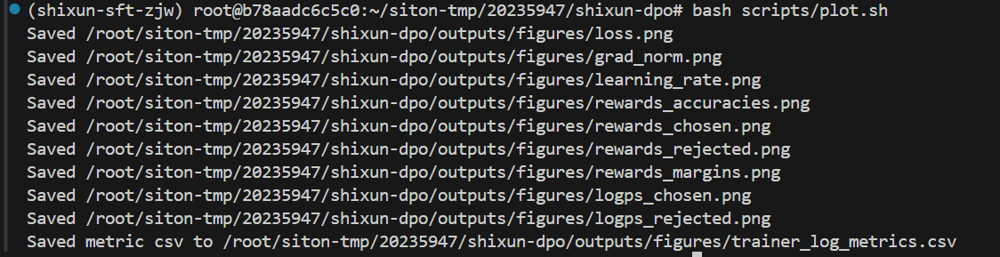 (shixun-sft-zjw) root@b78aadc6c5c0:~/siton-tmp/20235947/shixun-dpo# bash scripts/plot.sh
Saved /root/siton-tmp/20235947/shixun-dpo/outputs/figures/loss.png
Saved /root/siton-tmp/20235947/shixun-dpo/outputs/figures/grad_norm.png
Saved /root/siton-tmp/20235947/shixun-dpo/outputs/figures/learning_rate.png
Saved /root/siton-tmp/20235947/shixun-dpo/outputs/figures/rewards_accuracies.png
Saved /root/siton-tmp/20235947/shixun-dpo/outputs/figures/rewards_chosen.png
Saved /root/siton-tmp/20235947/shixun-dpo/outputs/figures/rewards_rejected.png
Saved /root/siton-tmp/20235947/shixun-dpo/outputs/figures/rewards_margins.png
Saved /root/siton-tmp/20235947/shixun-dpo/outputs/figures/logps_chosen.png
Saved /root/siton-tmp/20235947/shixun-dpo/outputs/figures/logps_rejected.png
Saved metric csv to /root/siton-tmp/20235947/shixun-dpo/outputs/figures/trainer_log_metrics.csv